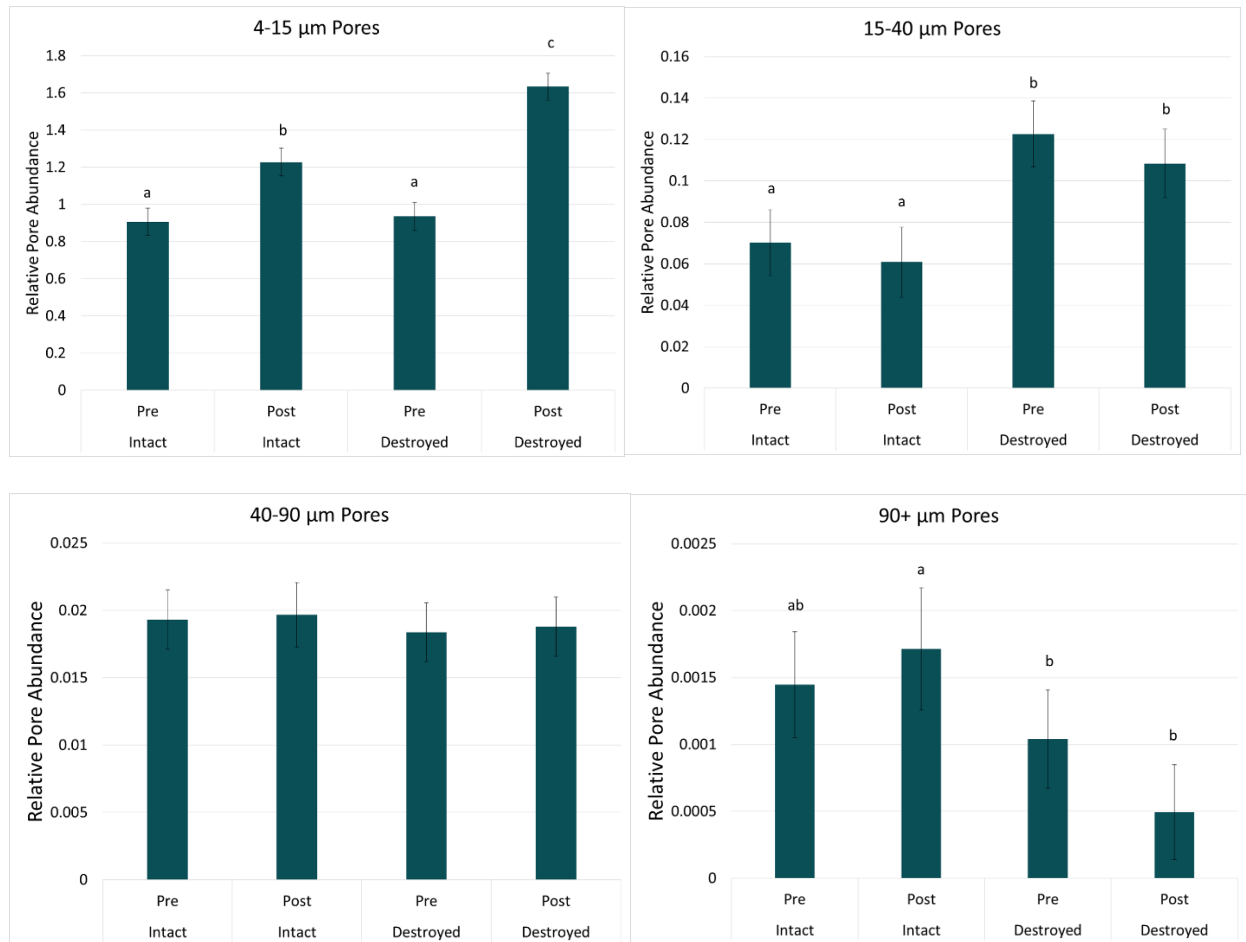 4-15 µm Pores
Relative Pore Abundance
1.8
1.6
1.4
1.2
1
0.8
0.6
0.4
0.2
0
a
b
a
c
Pre Post Pre Post
Intact Intact Destroyed Destroyed
15-40 µm Pores
Relative Pore Abundance
0.16
0.14
0.12
0.1
0.08
0.06
0.04
0.02
0
a
a
b
b
Pre Post Pre Post
Intact Intact Destroyed Destroyed
40-90 µm Pores
Relative Pore Abundance
0.025
0.02
0.015
0.01
0.005
0
Pre Post Pre Post
Intact Intact Destroyed Destroyed
90+ µm Pores
Relative Pore Abundance
0.0025
0.002
0.0015
0.001
0.0005
0
ab
a
b
b
Pre Post Pre Post
Intact Intact Destroyed Destroyed